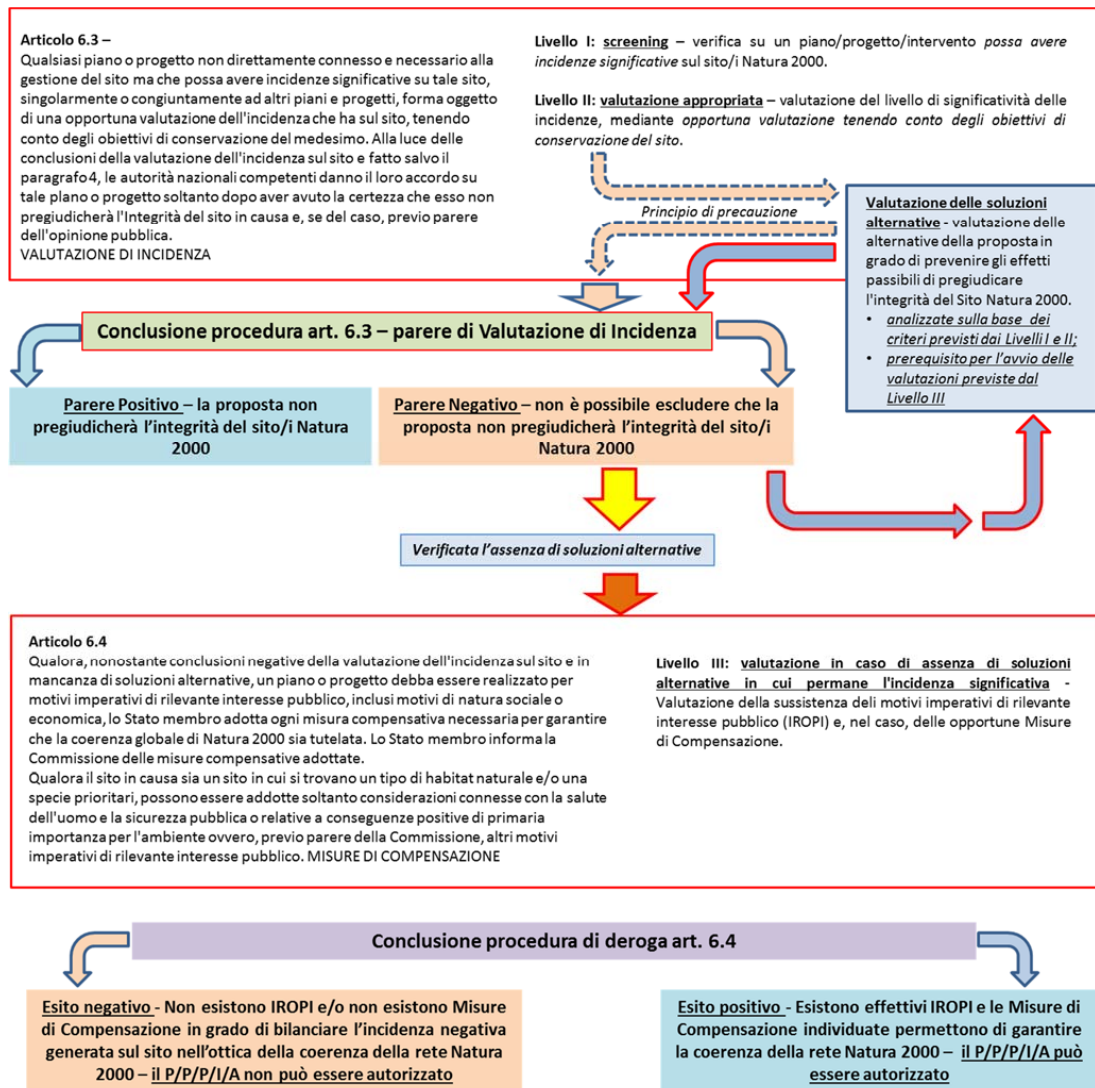 Articolo 6.3 –
Qualsiasi piano o progetto non direttamente connesso e necessario alla
gestione del sito ma che possa avere incidenze significative su tale sito,
singolarmente o congiuntamente ad altri piani e progetti, forma oggetto
di una opportuna valutazione dell'incidenza che ha sul sito, tenendo
conto degli obiettivi di conservazione del medesimo. Alla luce delle
conclusioni della valutazione dell'incidenza sul sito e fatto salvo il
paragrafo 4, le autorità nazionali competenti danno il loro accordo su
tale plano o progetto soltanto dopo aver avuto la certezza che esso non
pregiudicherà l'Integrità del sito in causa e, se del caso, previo parere
dell'opinione pubblica.
VALUTAZIONE DI INCIDENZA
Livello I: screening – verifica su un piano/progetto/intervento possa avere
incidenze significative sul sito/i Natura 2000.
Livello II: valutazione appropriata – valutazione del livello di significatività delle
incidenze, mediante opportuna valutazione tenendo conto degli obiettivi di
conservazione del sito.
Principio di precauzione
Valutazione delle soluzioni
alternative - valutazione delle
alternative della proposta in
grado di prevenire gli effetti
passibili di pregiudicare
l'integrità del Sito Natura 2000.
• analizzate sulla base dei
criteri previsti dai Livelli I e II;
• prerequisito per l'avvio delle
valutazioni previste dal
Livello III
Conclusione procedura art. 6.3 – parere di Valutazione di Incidenza
Parere Positivo – la proposta non
pregiudicherà l'integrità del sito/i Natura
2000
Parere Negativo – non è possibile escludere che la
proposta non pregiudicherà l'integrità del sito/i
Natura 2000
Verificata l'assenza di soluzioni alternative
Articolo 6.4
Qualora, nonostante conclusioni negative della valutazione dell'incidenza sul sito e in
mancanza di soluzioni alternative, un piano o progetto debba essere realizzato per
motivi imperativi di rilevante interesse pubblico, inclusi motivi di natura sociale o
economica, lo Stato membro adotta ogni misura compensativa necessaria per garantire
che la coerenza globale di Natura 2000 sia tutelata. Lo Stato membro informa la
Commissione delle misure compensative adottate.
Qualora il sito in causa sia un sito in cui si trovano un tipo di habitat naturale e/o una
specie prioritari, possono essere addotte soltanto considerazioni connesse con la salute
dell'uomo e la sicurezza pubblica o relative a conseguenze positive di primaria
importanza per l'ambiente ovvero, previo parere della Commissione, altri motivi
imperativi di rilevante interesse pubblico. MISURE DI COMPENSAZIONE
Livello III: valutazione in caso di assenza di soluzioni
alternative in cui permane l'incidenza significativa -
Valutazione della sussistenza deli motivi imperativi di rilevante
interesse pubblico (IROPI) e, nel caso, delle opportune Misure
di Compensazione.
Conclusione procedura di deroga art. 6.4
Esito negativo - Non esistono IROPI e/o non esistono Misure
di Compensazione in grado di bilanciare l'incidenza negativa
generata sul sito nell'ottica della coerenza della rete Natura
2000 – il P/P/P/I/A non può essere autorizzato
Esito positivo - Esistono effettivi IROPI e le Misure di
Compensazione individuate permettono di garantire
la coerenza della rete Natura 2000 – il P/P/P/I/A può
essere autorizzato